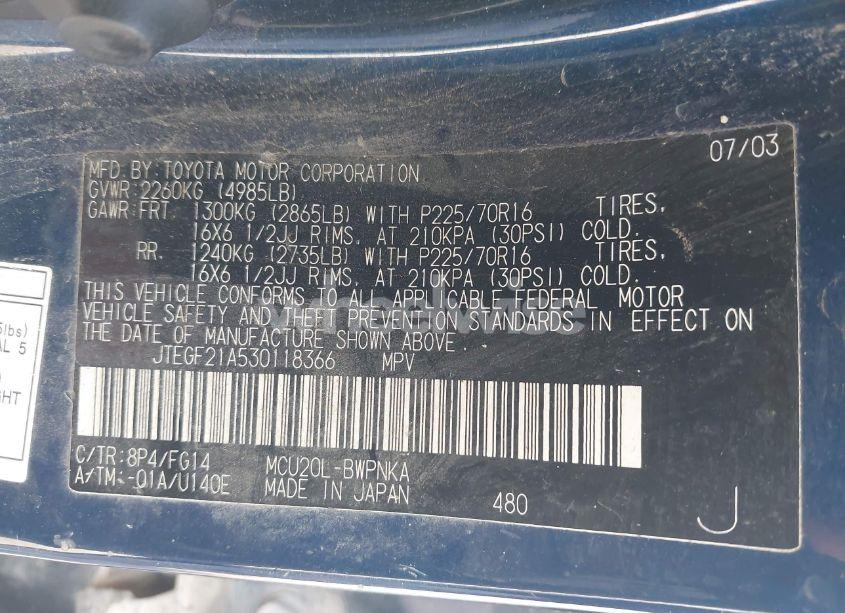 07/03
MFD BY: TOYOTA MOTOR CORPORATION
GVWR: 2260KG (4985LB)
GAWR: FRT. 1300KG (2865LB) WITH P225/70R16 TIRES,
16X6 1/2JJ RIMS, AT 210KPA (30PSI) COLD.
RR. 1240KG (2735LB) WITH P225/70R16 TIRES,
16X6 1/2JJ RIMS, AT 210KPA (30PSI) COLD.
THIS VEHICLE CONFORMS TO ALL APPLICABLE FEDERAL MOTOR
VEHICLE SAFETY AND THEFT PREVENTION STANDARDS IN EFFECT ON
THE DATE OF MANUFACTURE SHOWN ABOVE.
JTEGF21A530118366 MPV
C/TR: 8P4/FG14 MCU20L-BWPNKA
A/TM: -01A/U140E MADE IN JAPAN 480 J
5lbs)
AL 5
GHT